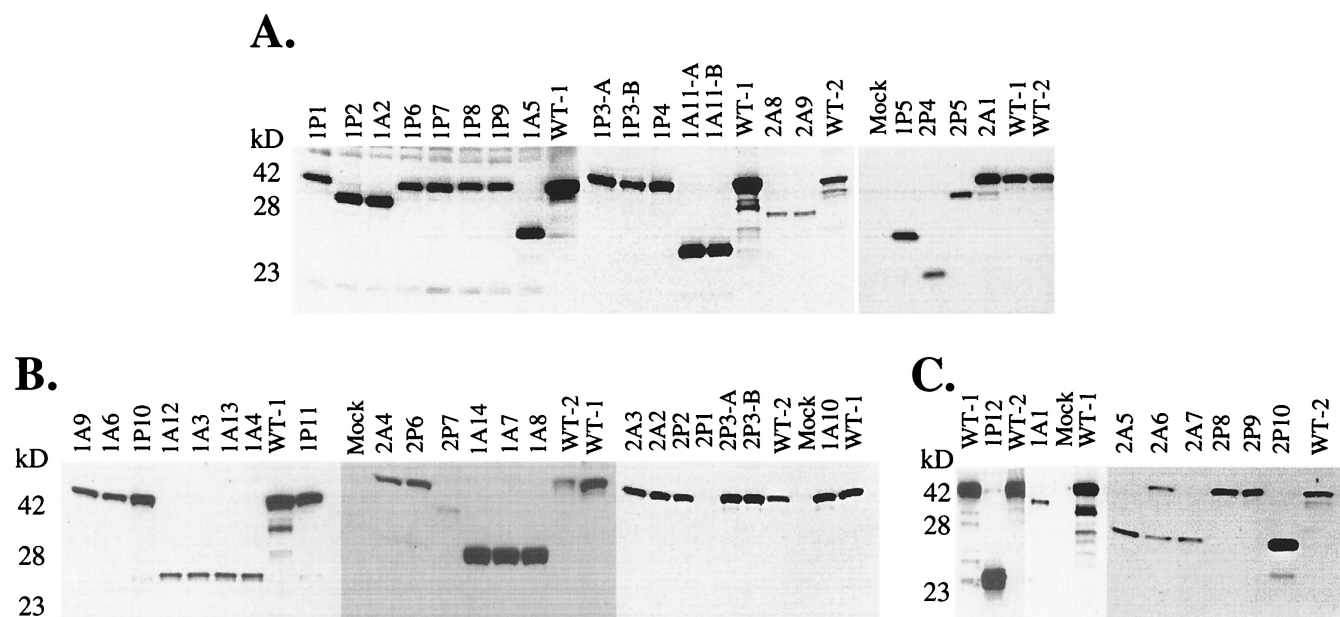 A.
kD 1P1 1P2 1A2 1P6 1P7 1P8 1P9 1A5 WT-1 1P3-A 1P3-B 1P4 1A11-A 1A11-B WT-1 2A8 2A9 WT-2 Mock 1P5 2P4 2P5 2A1 WT-1 WT-2
42
28
23
B.
kD 1A9 1A6 1P10 1A12 1A3 1A13 1A4 WT-1 1P11 Mock 2A4 2P6 2P7 1A14 1A7 1A8 WT-2 WT-1 2A3 2A2 2P2 2P1 2P3-A 2P3-B WT-2 Mock 1A10 WT-1
42
28
23
C.
kD WT-1 1P12 WT-2 1A1 Mock WT-1 2A5 2A6 2A7 2P8 2P9 2P10 WT-2
42
28
23